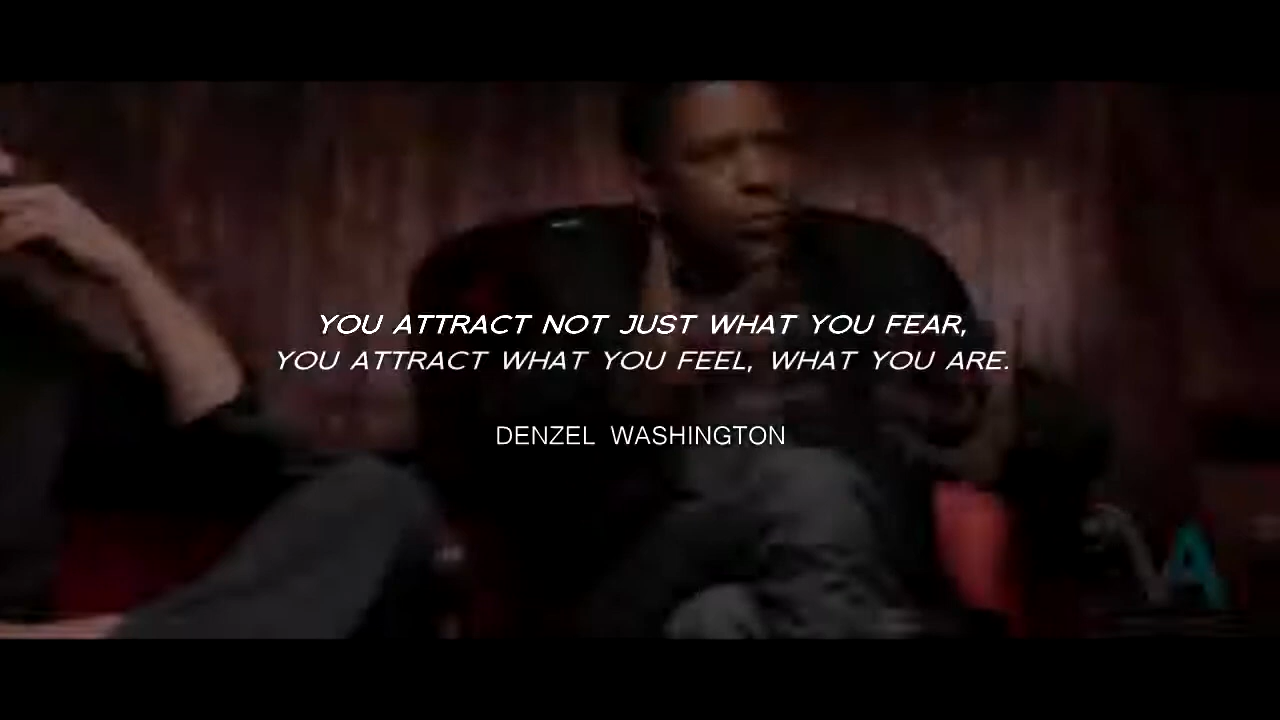 YOU ATTRACT NOT JUST WHAT YOU FEAR,
YOU ATTRACT WHAT YOU FEEL, WHAT YOU ARE.
DENZEL WASHINGTON